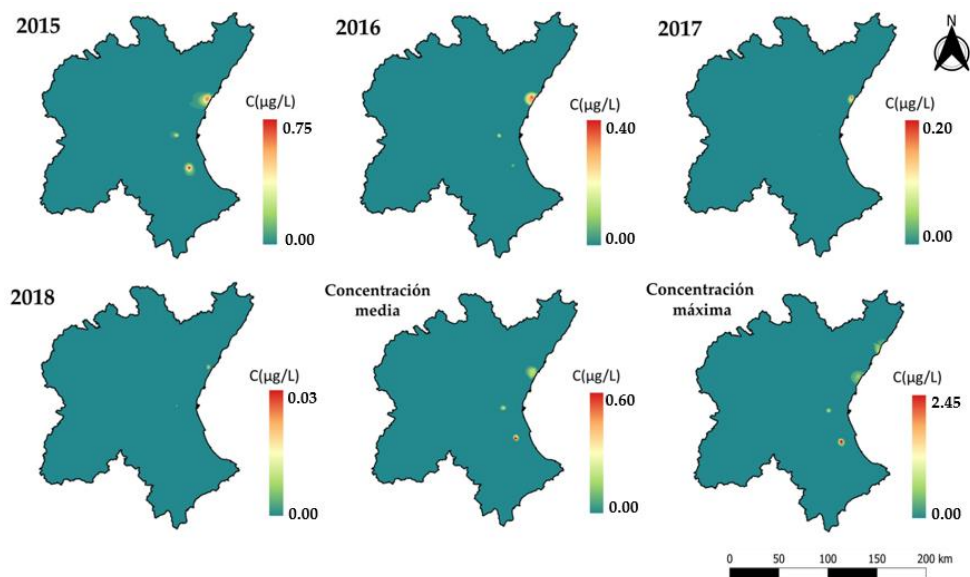 2015
2016
2017
N
C(µg/L)
0.75
0.00
C(µg/L)
0.40
0.00
C(µg/L)
0.20
0.00
2018
Concentración
media
Concentración
máxima
C(µg/L)
0.03
0.00
C(µg/L)
0.60
0.00
C(µg/L)
2.45
0.00
0 50 100 150 200 km